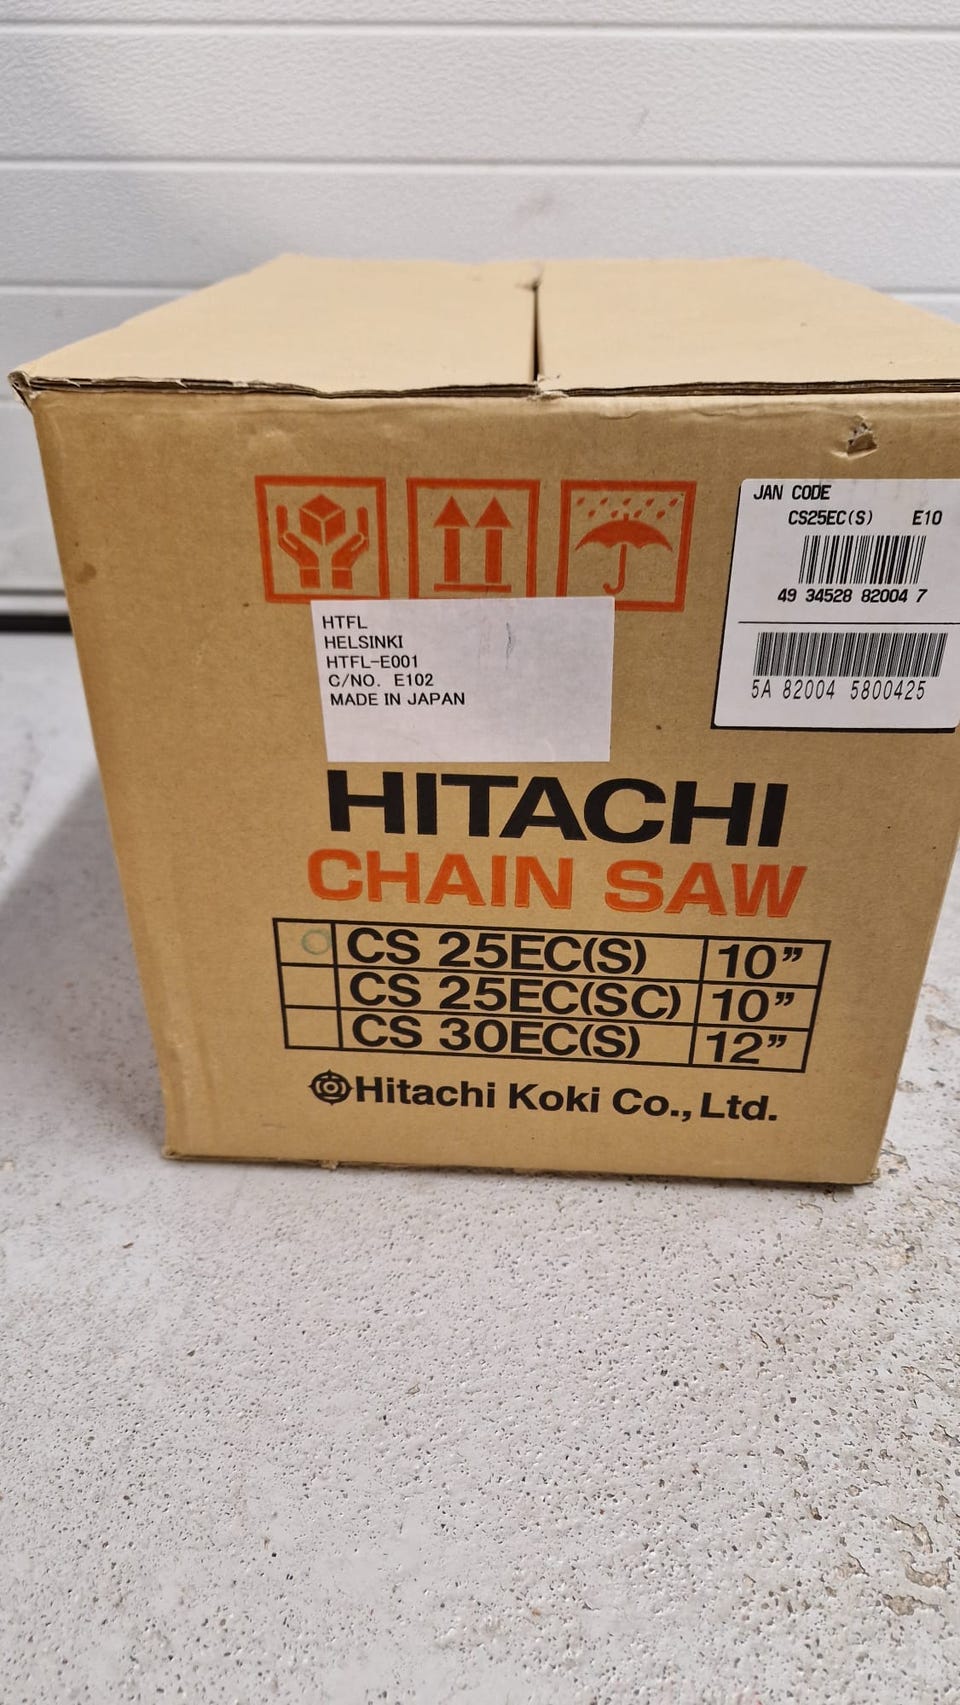 JAN CODE
CS25EC(S) E10
49 34528 82004 7
5A 82004 5800425
HTFL
HELSINKI
HTFL-E001
C/NO. E102
MADE IN JAPAN
HITACHI
CHAIN SAW
CS 25EC(S) 10”
CS 25EC(SC) 10”
CS 30EC(S) 12”
Hitachi Koki Co., Ltd.